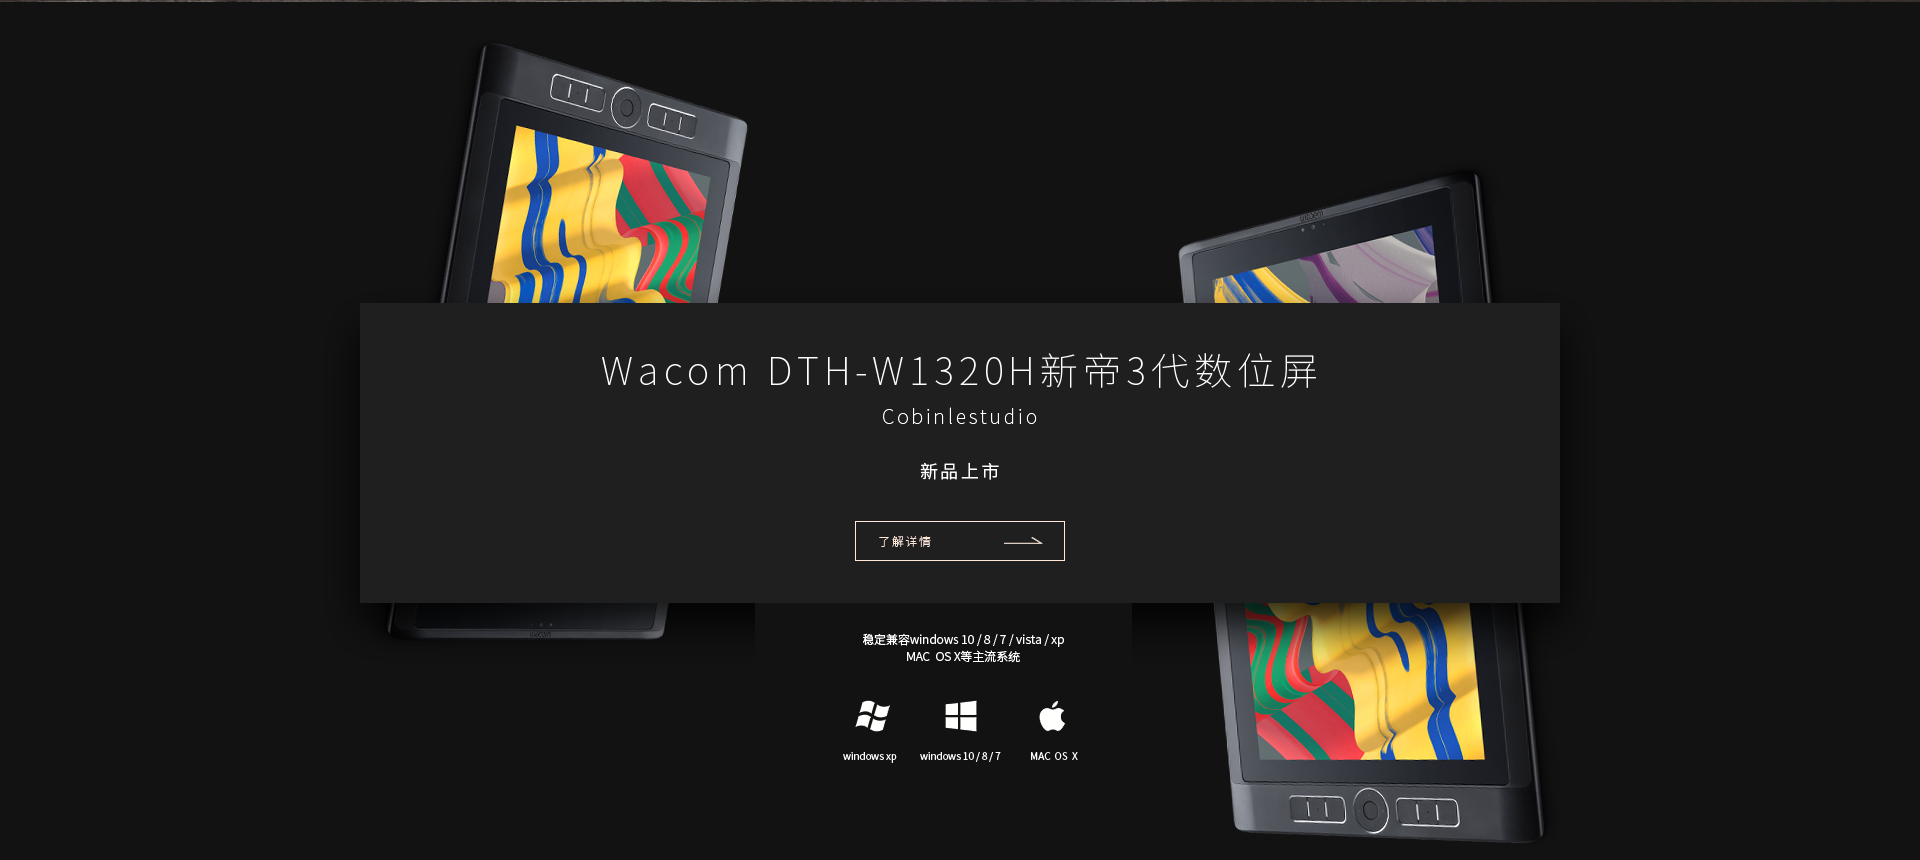 wacom
Wacom DTH-W1320H新帝3代数位屏
Cobinlestudio
新品上市
了解详情
wacom
稳定兼容windows 10 / 8 / 7 / vista / xp
MAC OS X等主流系统
windows xp
windows 10 / 8 / 7
MAC OS X